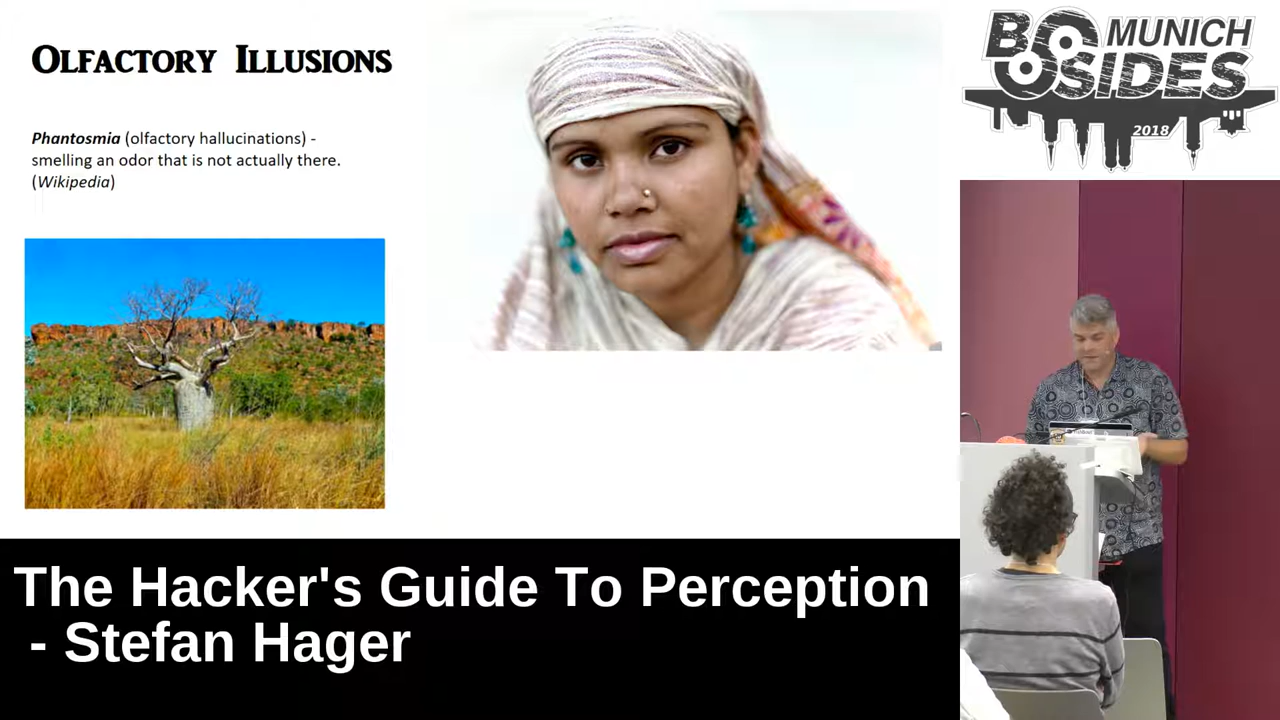 OLFACTORY ILLUSIONS
Phantosmia (olfactory hallucinations) -
smelling an odor that is not actually there.
(Wikipedia)
BSIDES MUNICH
2018
The Hacker's Guide To Perception
- Stefan Hager